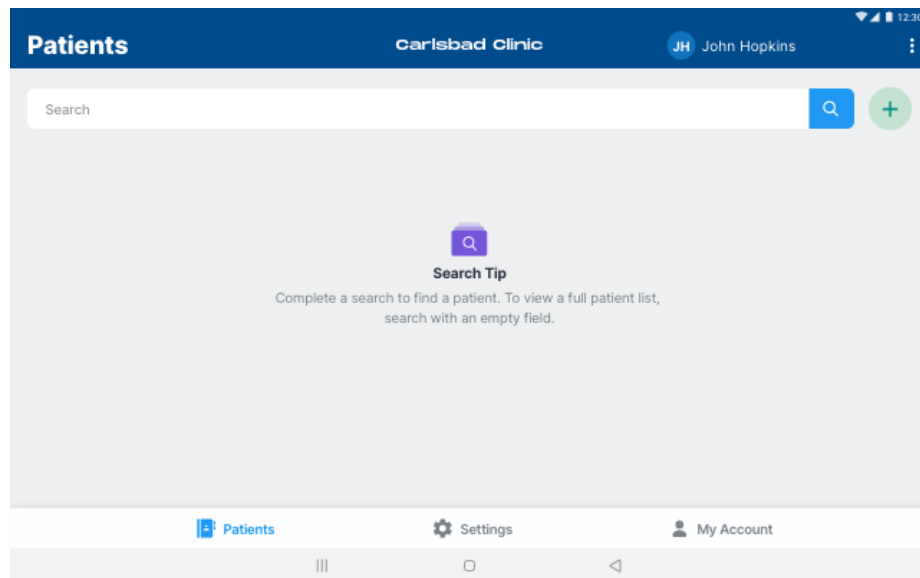 12:30
Patients
Carlsbad Clinic
JH John Hopkins
Search
Search Tip
Complete a search to find a patient. To view a full patient list,
search with an empty field.
Patients
Settings
My Account